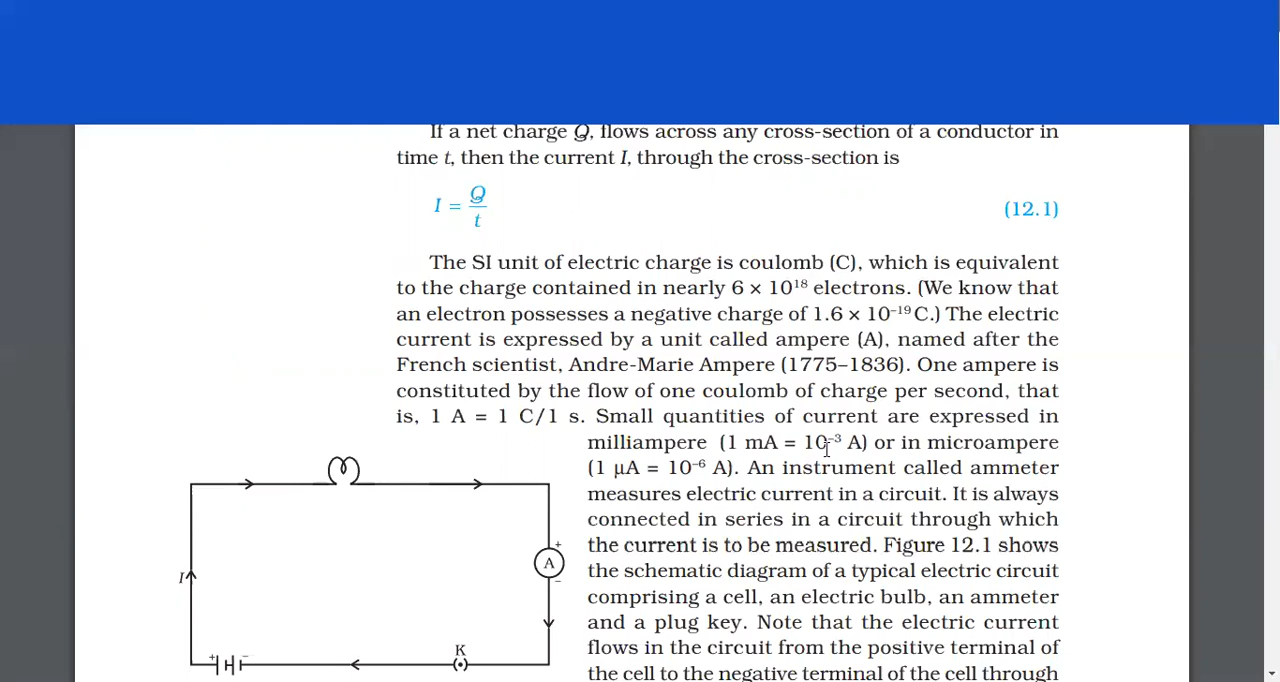 If a net charge Q, flows across any cross-section of a conductor in
time t, then the current I, through the cross-section is
I = Q/t (12.1)
The SI unit of electric charge is coulomb (C), which is equivalent
to the charge contained in nearly 6 × 10¹⁸ electrons. (We know that
an electron possesses a negative charge of 1.6 × 10⁻¹⁹ C.) The electric
current is expressed by a unit called ampere (A), named after the
French scientist, Andre-Marie Ampere (1775–1836). One ampere is
constituted by the flow of one coulomb of charge per second, that
is, 1 A = 1 C/1 s. Small quantities of current are expressed in
milliampere (1 mA = 10⁻³ A) or in microampere
(1 µA = 10⁻⁶ A). An instrument called ammeter
measures electric current in a circuit. It is always
connected in series in a circuit through which
the current is to be measured. Figure 12.1 shows
the schematic diagram of a typical electric circuit
comprising a cell, an electric bulb, an ammeter
and a plug key. Note that the electric current
flows in the circuit from the positive terminal of
the cell to the negative terminal of the cell through
+
A
–
I
K
+ –